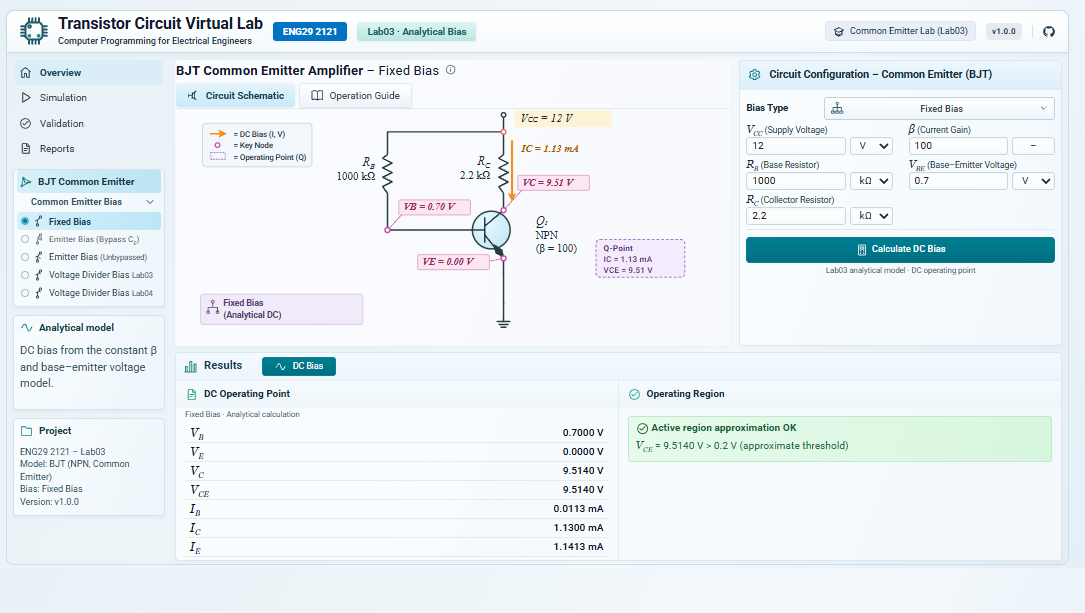 Transistor Circuit Virtual Lab
Computer Programming for Electrical Engineers
ENG29 2121
Lab03 · Analytical Bias
Common Emitter Lab (Lab03)
v1.0.0
Overview
Simulation
Validation
Reports
BJT Common Emitter
Common Emitter Bias
Fixed Bias
Emitter Bias (Bypass CE)
Emitter Bias (Unbypassed)
Voltage Divider Bias Lab03
Voltage Divider Bias Lab04
Analytical model
DC bias from the constant β
and base–emitter voltage
model.
Project
ENG29 2121 – Lab03
Model: BJT (NPN, Common
Emitter)
Bias: Fixed Bias
Version: v1.0.0
BJT Common Emitter Amplifier – Fixed Bias
Circuit Schematic
Operation Guide
= DC Bias (I, V)
= Key Node
= Operating Point (Q)
VCC = 12 V
IC = 1.13 mA
RB
1000 kΩ
RC
2.2 kΩ
VC = 9.51 V
VB = 0.70 V
VE = 0.00 V
Q1
NPN
(β = 100)
Q-Point
IC = 1.13 mA
VCE = 9.51 V
Fixed Bias
(Analytical DC)
Circuit Configuration – Common Emitter (BJT)
Bias Type
Fixed Bias
VCC (Supply Voltage)
12
V
β (Current Gain)
100
–
RB (Base Resistor)
1000
kΩ
VBE (Base–Emitter Voltage)
0.7
V
RC (Collector Resistor)
2.2
kΩ
Calculate DC Bias
Lab03 analytical model · DC operating point
Results
DC Bias
DC Operating Point
Fixed Bias · Analytical calculation
VB 0.7000 V
VE 0.0000 V
VC 9.5140 V
VCE 9.5140 V
IB 0.0113 mA
IC 1.1300 mA
IE 1.1413 mA
Operating Region
Active region approximation OK
VCE = 9.5140 V > 0.2 V (approximate threshold)